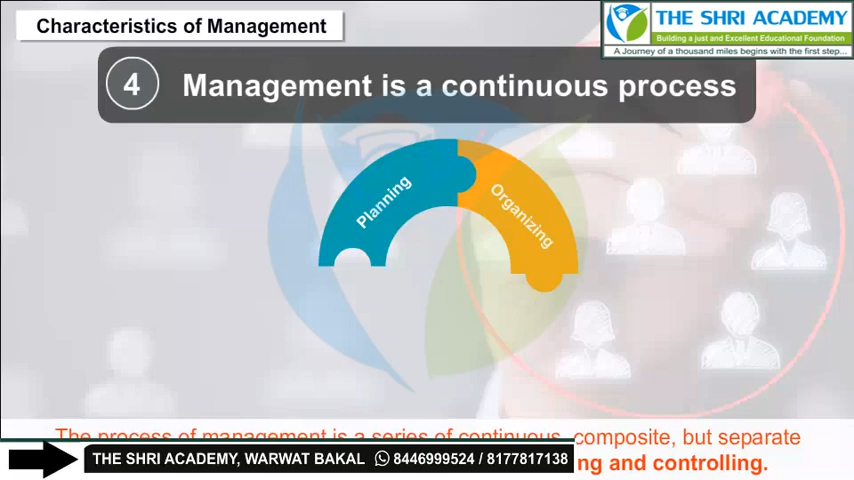 Characteristics of Management
THE SHRI ACADEMY
Building a just and Excellent Educational Foundation
A Journey of a thousand miles begins with the first step...
4 Management is a continuous process
Planning
Organizing
The process of management is a series of continuous, composite, but separate
THE SHRI ACADEMY, WARWAT BAKAL 8446999524 / 8177817138
ng and controlling.